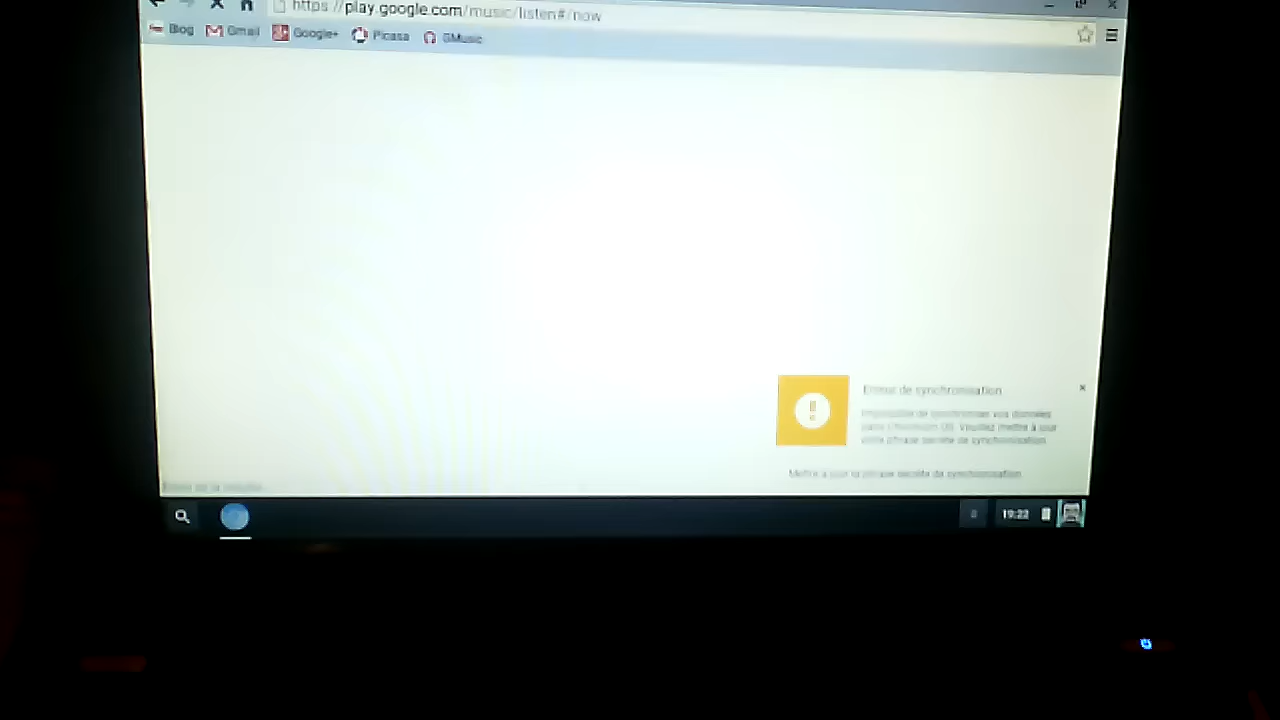 https://play.google.com/music/listen#/now
Blog Gmail Google+ Picasa GMusic
Erreur de synchronisation
Impossible de synchroniser vos données
dans Chromium OS. Veuillez mettre à jour
votre phrase secrète de synchronisation.
Mettre à jour la phrase secrète de synchronisation
19:22